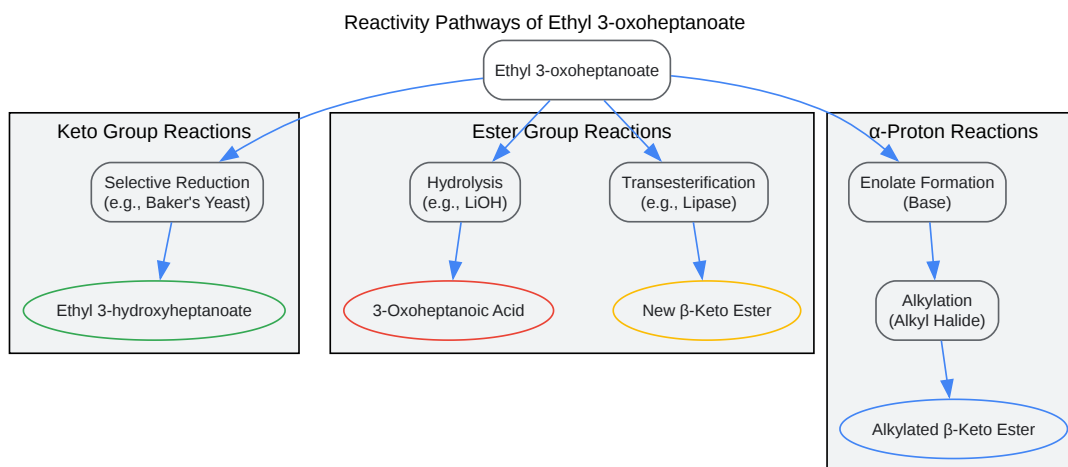 Reactivity Pathways of Ethyl 3-oxoheptanoate
Ethyl 3-oxoheptanoate
Keto Group Reactions
Ester Group Reactions
α-Proton Reactions
Selective Reduction
(e.g., Baker's Yeast)
Hydrolysis
(e.g., LiOH)
Transesterification
(e.g., Lipase)
Enolate Formation
(Base)
Ethyl 3-hydroxyheptanoate
3-Oxoheptanoic Acid
New β-Keto Ester
Alkylation
(Alkyl Halide)
Alkylated β-Keto Ester